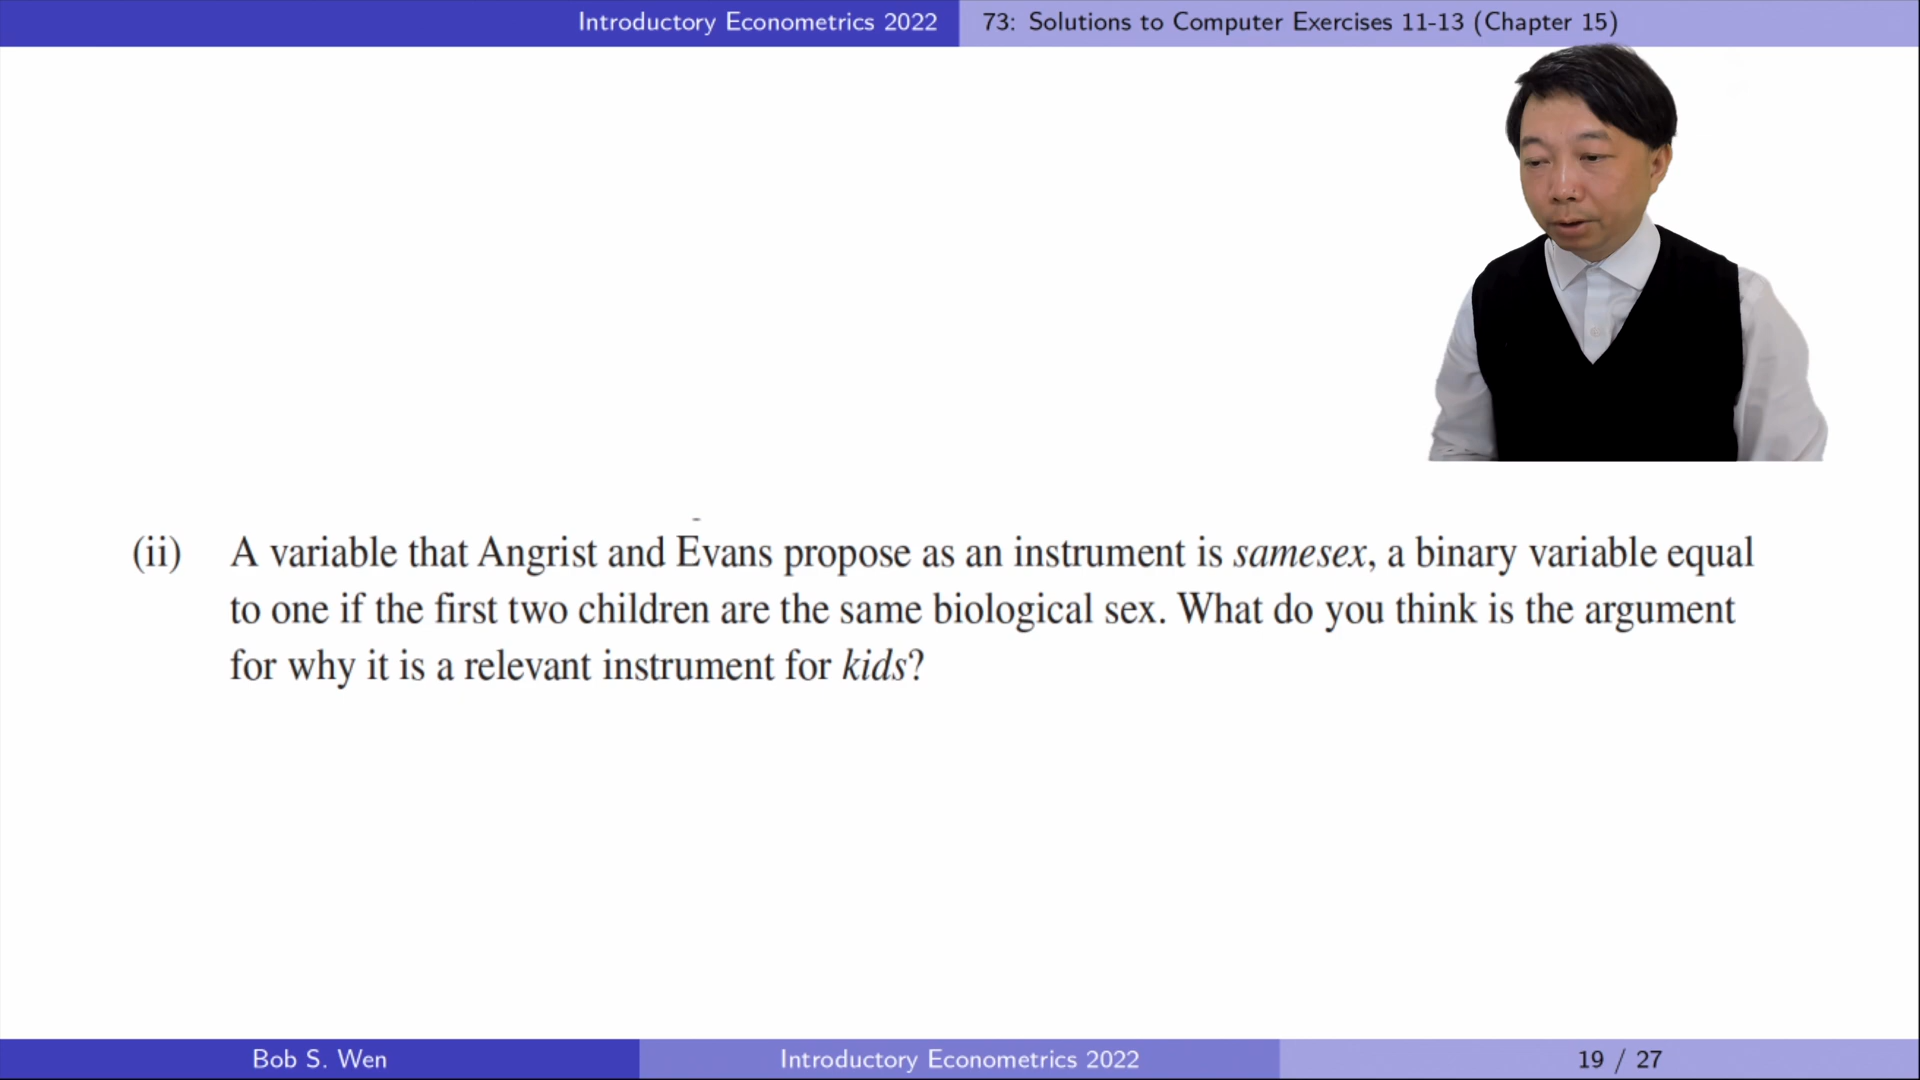 Introductory Econometrics 2022
73: Solutions to Computer Exercises 11-13 (Chapter 15)
(ii) A variable that Angrist and Evans propose as an instrument is samesex, a binary variable equal
to one if the first two children are the same biological sex. What do you think is the argument
for why it is a relevant instrument for kids?
Bob S. Wen
Introductory Econometrics 2022
19 / 27